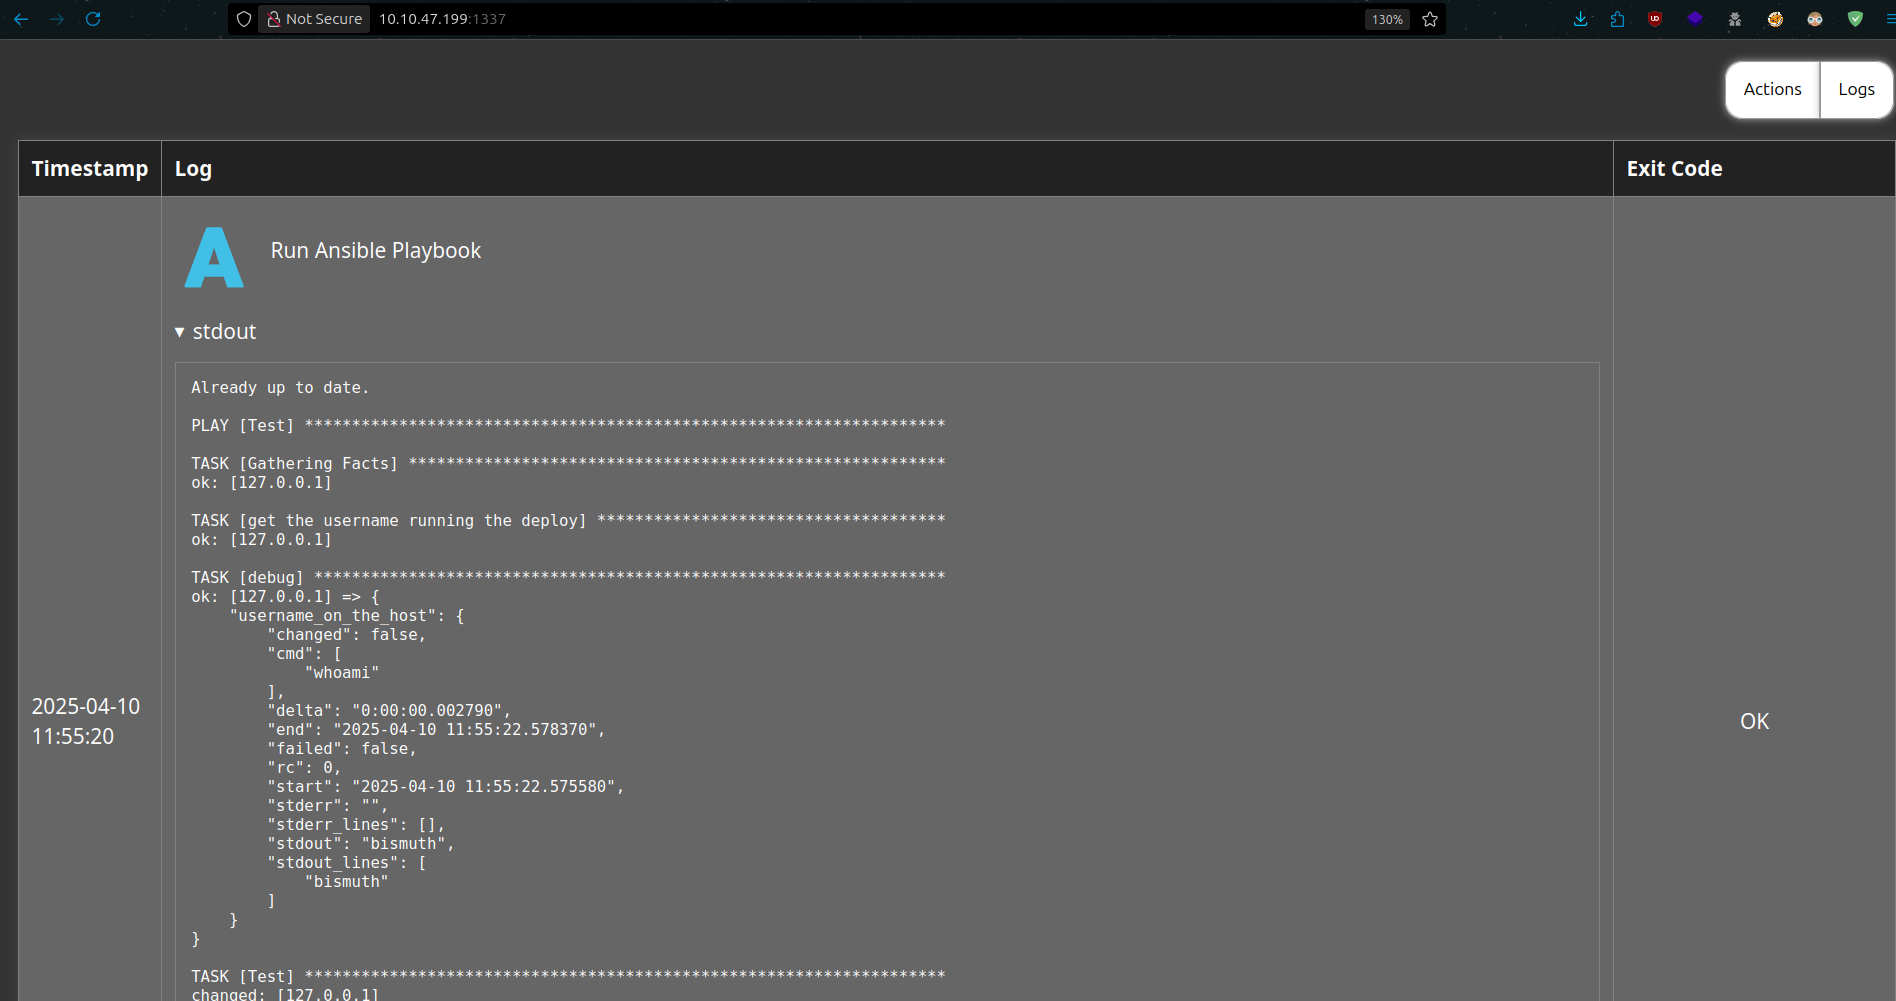 Not Secure 10.10.47.199:1337 130%
Actions Logs
Timestamp Log Exit Code
Run Ansible Playbook
▾ stdout
Already up to date.
PLAY [Test] ********************************************************************
TASK [Gathering Facts] *********************************************************
ok: [127.0.0.1]
TASK [get the username running the deploy] *************************************
ok: [127.0.0.1]
TASK [debug] *******************************************************************
ok: [127.0.0.1] => {
    "username_on_the_host": {
        "changed": false,
        "cmd": [
            "whoami"
        ],
        "delta": "0:00:00.002790",
        "end": "2025-04-10 11:55:22.578370",
        "failed": false,
        "rc": 0,
        "start": "2025-04-10 11:55:22.575580",
        "stderr": "",
        "stderr_lines": [],
        "stdout": "bismuth",
        "stdout_lines": [
            "bismuth"
        ]
    }
}
TASK [Test] ********************************************************************
changed: [127.0.0.1]
2025-04-10
11:55:20
OK